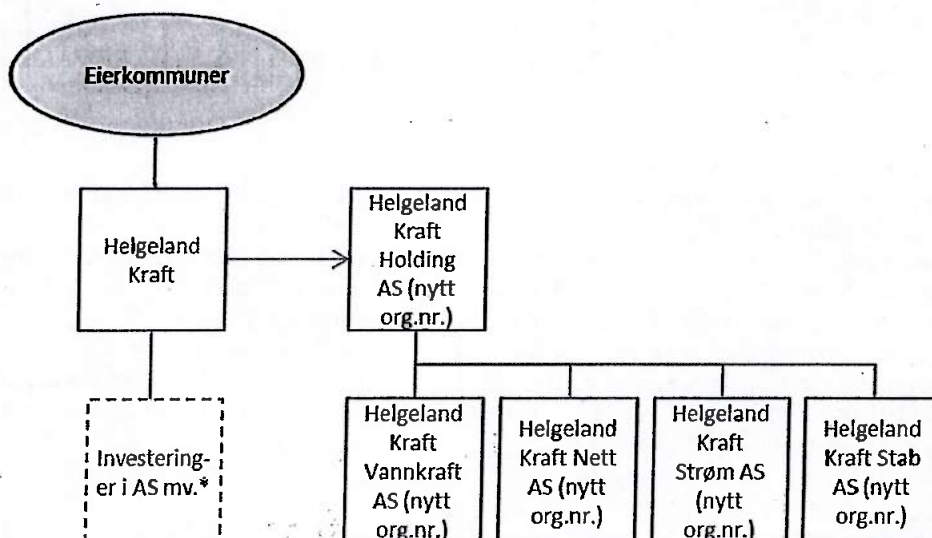 Eierkommuner
Helgeland
Kraft
Helgeland
Kraft
Holding
AS (nytt
org.nr.)
Investering-
er i AS mv.*
Helgeland
Kraft
Vannkraft
AS (nytt
org.nr.)
Helgeland
Kraft Nett
AS (nytt
org.nr.)
Helgeland
Kraft
Strøm AS
(nytt
org.nr.)
Helgeland
Kraft Stab
AS (nytt
org.nr.)